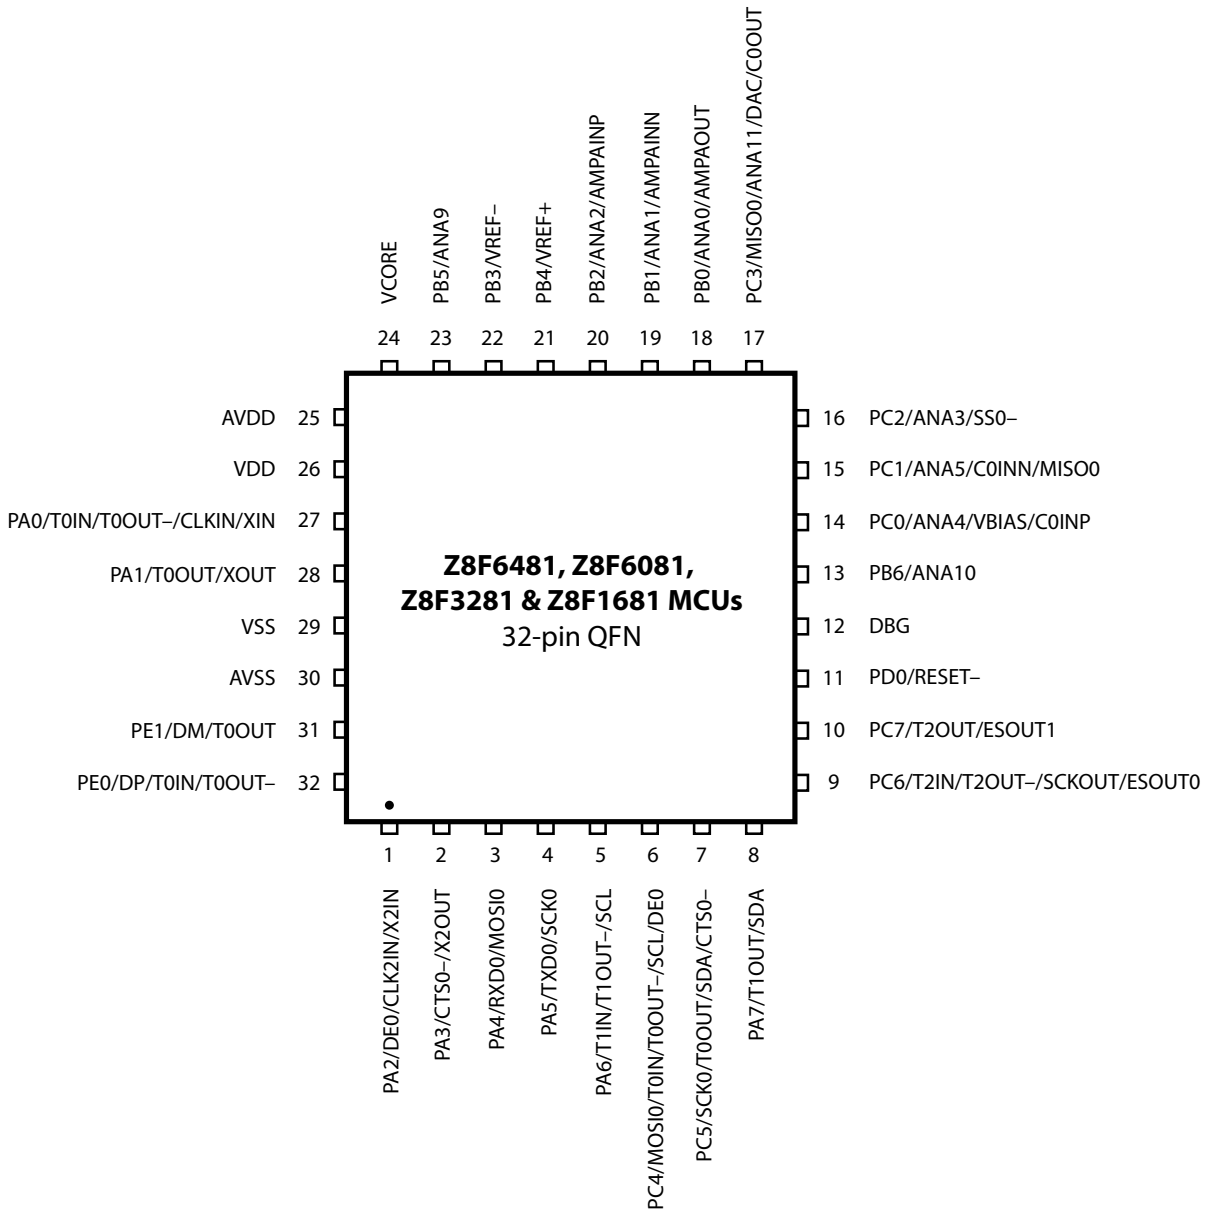 PC3/MISO0/ANA11/DAC/C0OUT
PB0/ANA0/AMPAOUT
PB1/ANA1/AMPAINN
PB2/ANA2/AMPAINP
PB4/VREF+
PB3/VREF–
PB5/ANA9
VCORE
24 23 22 21 20 19 18 17
AVDD 25
VDD 26
PA0/T0IN/T0OUT–/CLKIN/XIN 27
PA1/T0OUT/XOUT 28
VSS 29
AVSS 30
PE1/DM/T0OUT 31
PE0/DP/T0IN/T0OUT– 32
Z8F6481, Z8F6081,
Z8F3281 & Z8F1681 MCUs
32-pin QFN
16 PC2/ANA3/SS0–
15 PC1/ANA5/C0INN/MISO0
14 PC0/ANA4/VBIAS/C0INP
13 PB6/ANA10
12 DBG
11 PD0/RESET–
10 PC7/T2OUT/ESOUT1
9 PC6/T2IN/T2OUT–/SCKOUT/ESOUT0
1 2 3 4 5 6 7 8
PA2/DE0/CLK2IN/X2IN
PA3/CTS0–/X2OUT
PA4/RXD0/MOSI0
PA5/TXD0/SCK0
PA6/T1IN/T1OUT–/SCL
PC4/MOSI0/T0IN/T0OUT–/SCL/DE0
PC5/SCK0/T0OUT/SDA/CTS0–
PA7/T1OUT/SDA